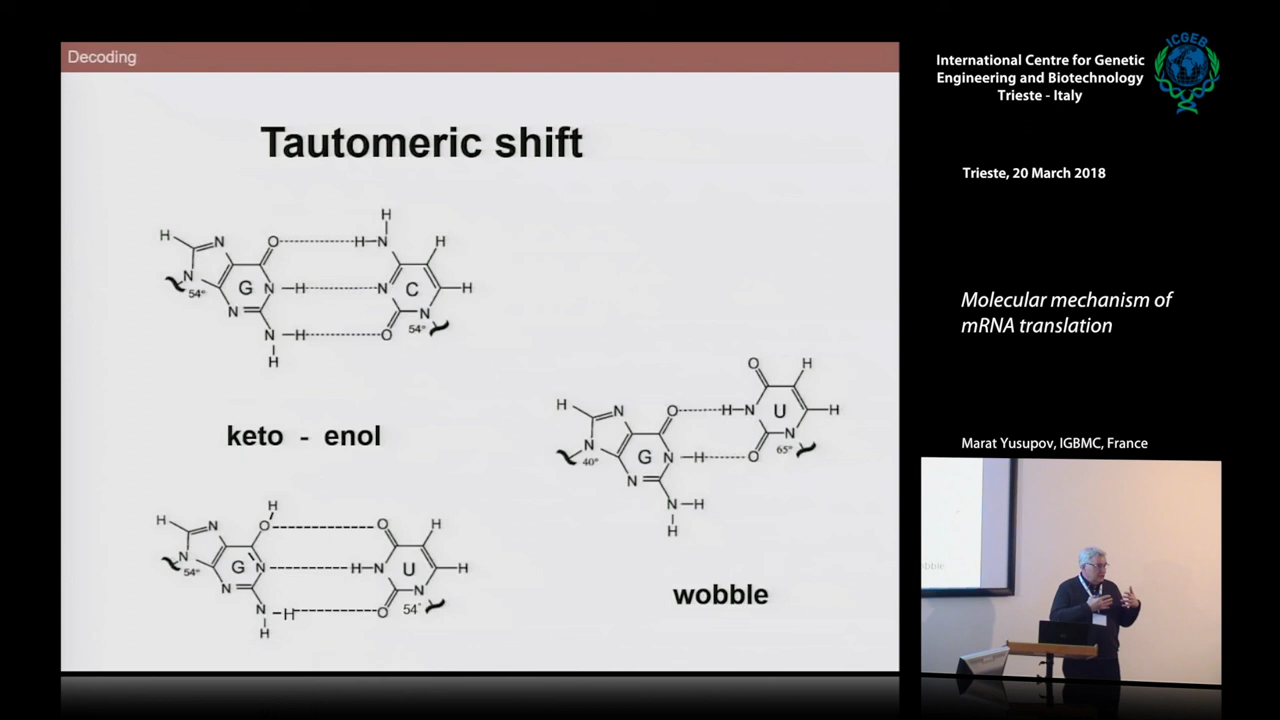 Decoding
Tautomeric shift
H
H N O H N H
N G N H N C H
54° N N H O N 54°
H
keto - enol
H
H N O O H
N G N H N U H
54° N N H O N 54°
H
O H
H N O H N U H
N G N H O N
40° N N H 65°
H
wobble
ICGEB
International Centre for Genetic
Engineering and Biotechnology
Trieste - Italy
Trieste, 20 March 2018
Molecular mechanism of
mRNA translation
Marat Yusupov, IGBMC, France